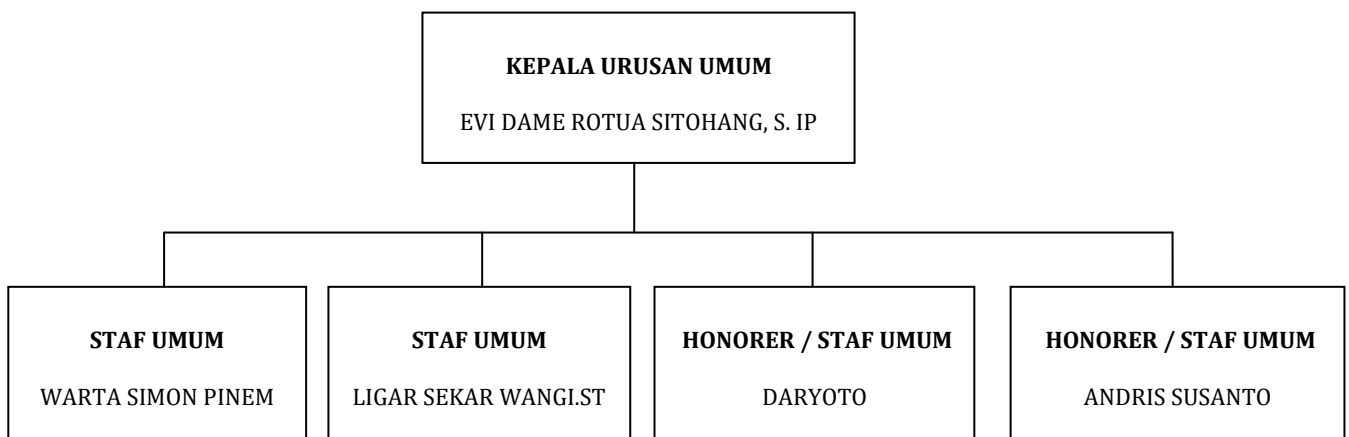 KEPALA URUSAN UMUM
EVI DAME ROTUA SITOHANG, S. IP
STAF UMUM
WARTA SIMON PINEM
STAF UMUM
LIGAR SEKAR WANGI.ST
HONORER / STAF UMUM
DARYOTO
HONORER / STAF UMUM
ANDRIS SUSANTO